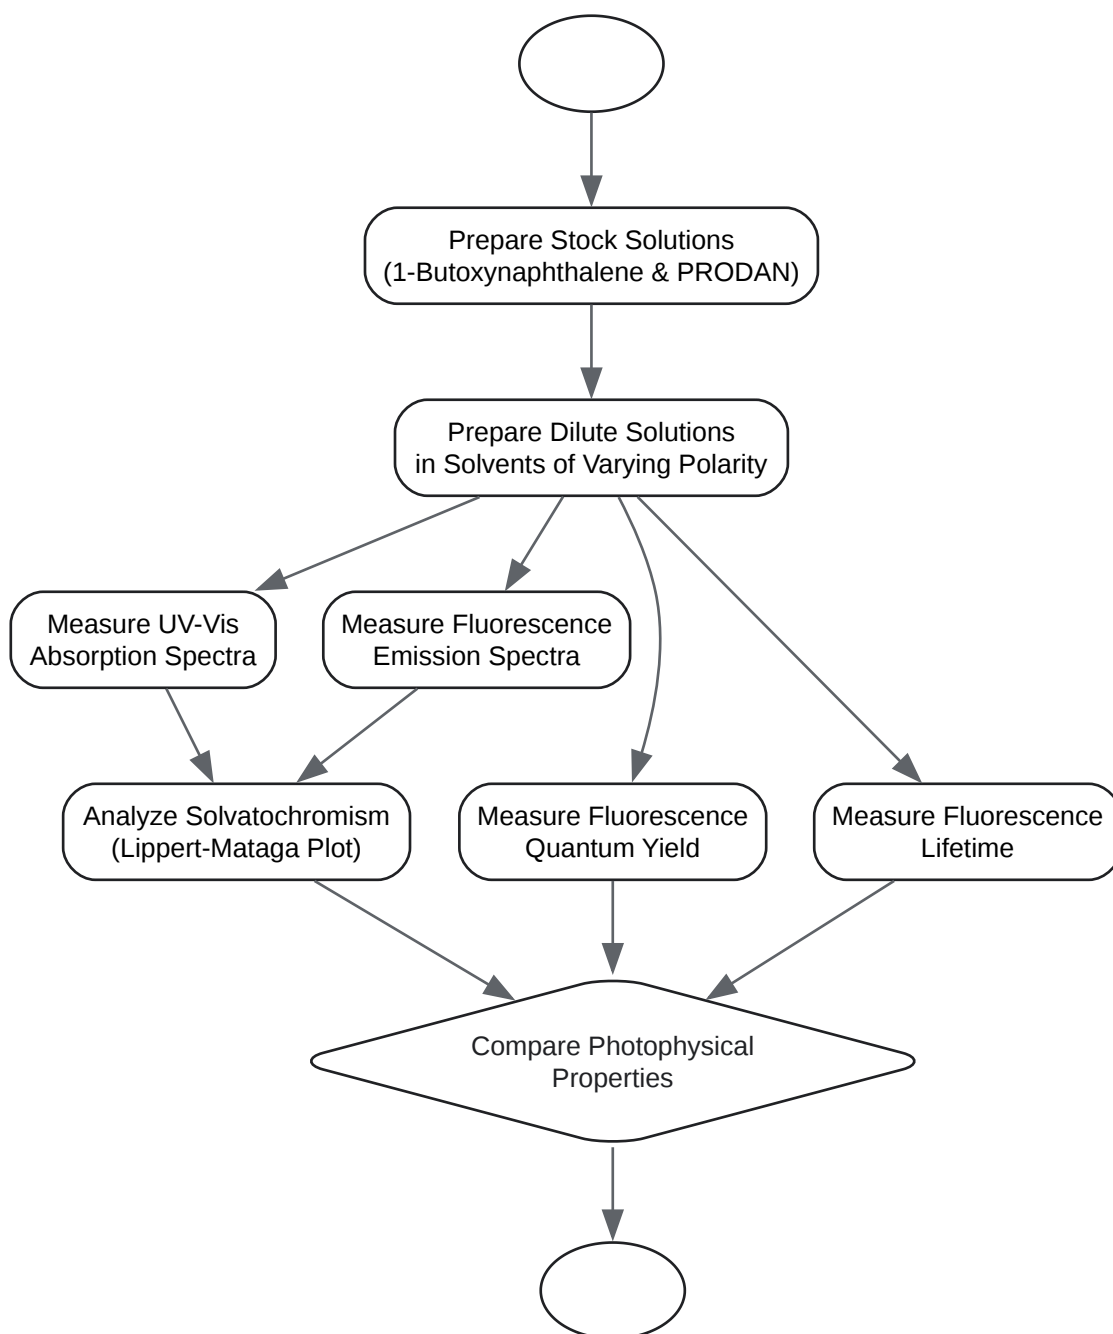 Prepare Stock Solutions
(1-Butoxynaphthalene & PRODAN)
Prepare Dilute Solutions
in Solvents of Varying Polarity
Measure UV-Vis
Absorption Spectra
Measure Fluorescence
Emission Spectra
Analyze Solvatochromism
(Lippert-Mataga Plot)
Measure Fluorescence
Quantum Yield
Measure Fluorescence
Lifetime
Compare Photophysical
Properties